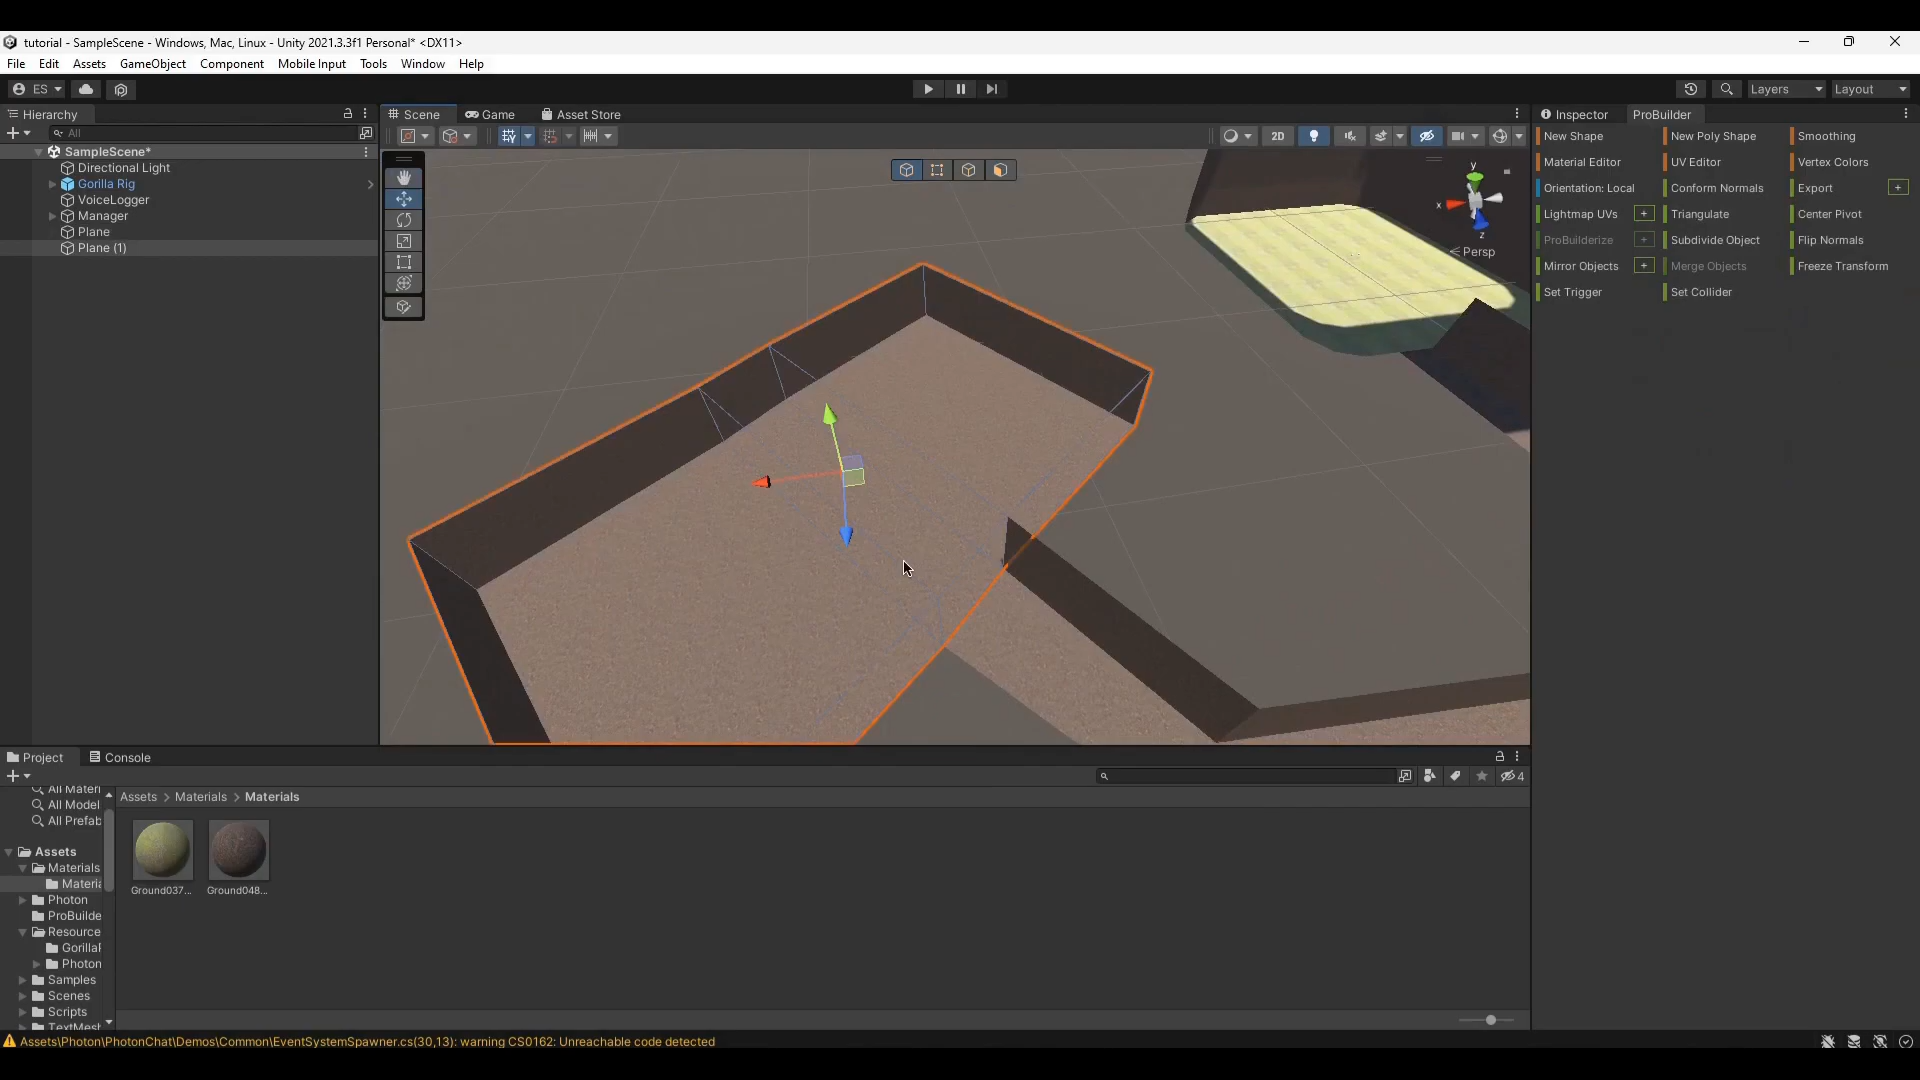 tutorial - SampleScene - Windows, Mac, Linux - Unity 2021.3.3f1 Personal* <DX11>
File Edit Assets GameObject Component Mobile Input Tools Window Help
ES Layers Layout
Hierarchy Scene Game Asset Store Inspector ProBuilder
All 2D
SampleScene*
Directional Light
Gorilla Rig
VoiceLogger
Manager
Plane
Plane (1)
y
x
z
< Persp
New Shape New Poly Shape Smoothing
Material Editor UV Editor Vertex Colors
Orientation: Local Conform Normals Export +
Lightmap UVs + Triangulate Center Pivot
ProBuilderize + Subdivide Object Flip Normals
Mirror Objects + Merge Objects Freeze Transform
Set Trigger Set Collider
Project Console
4
All Materi
All Model
All Prefab
Assets
Materials
Materia
Photon
ProBuilde
Resource
GorillaP
Photon
Samples
Scenes
Scripts
TextMesh
Assets > Materials > Materials
Ground037... Ground048...
Assets\Photon\PhotonChat\Demos\Common\EventSystemSpawner.cs(30,13): warning CS0162: Unreachable code detected